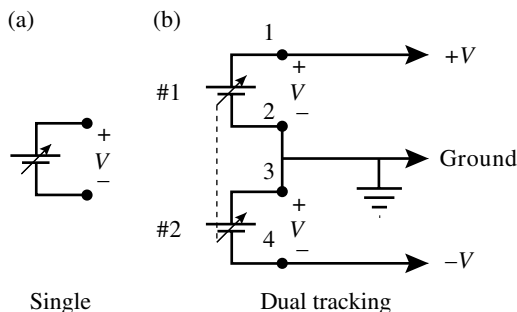 (a)
+
V
–
Single
(b)
1
+V
+
#1
V
2
–
Ground
3
+
#2
4
V
–
–V
Dual tracking